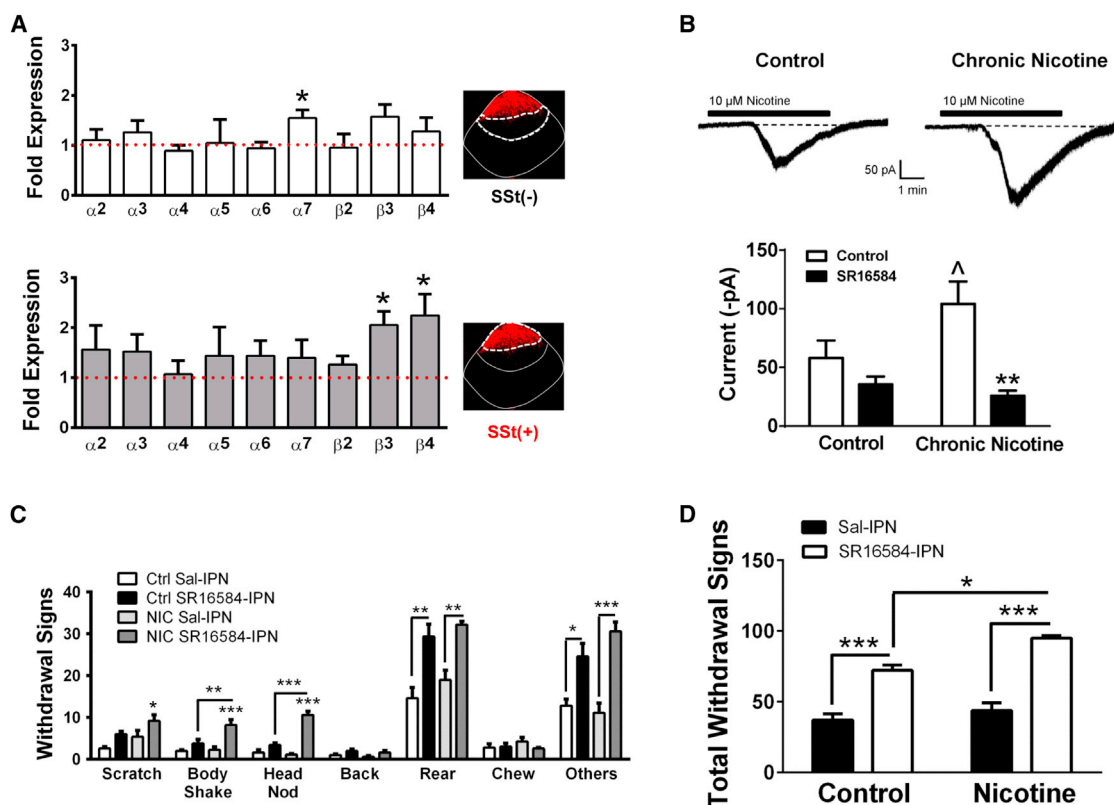 A
Fold Expression
3
2
1
0
*
α2 α3 α4 α5 α6 α7 β2 β3 β4
SSt(-)
Fold Expression
3
2
1
0
* *
α2 α3 α4 α5 α6 α7 β2 β3 β4
SSt(+)
B
Control Chronic Nicotine
10 µM Nicotine 10 µM Nicotine
50 pA
1 min
Current (-pA)
150
100
50
0
Control
SR16584
^
**
Control Chronic Nicotine
C
Withdrawal Signs
40
30
20
10
0
Ctrl Sal-IPN
Ctrl SR16584-IPN
NIC Sal-IPN
NIC SR16584-IPN
* ** *** *** *** ** ** * ***
Scratch Body Shake Head Nod Back Rear Chew Others
D
Total Withdrawal Signs
150
100
50
0
Sal-IPN
SR16584-IPN
*
*** ***
Control Nicotine